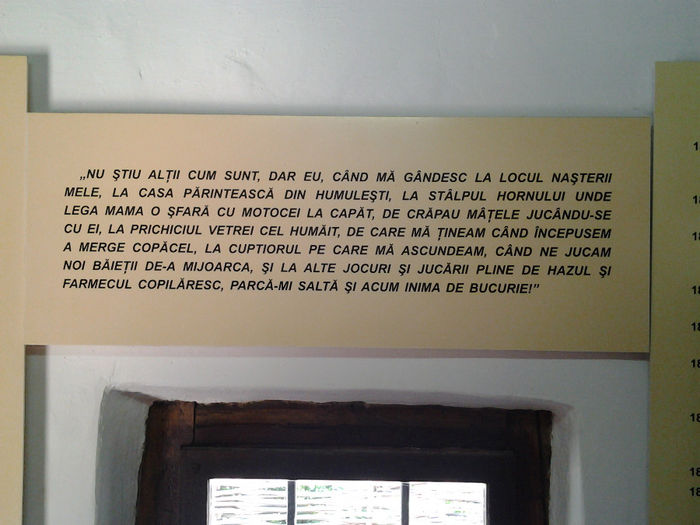 „NU ŞTIU ALŢII CUM SUNT, DAR EU, CÂND MĂ GÂNDESC LA LOCUL NAŞTERII
MELE, LA CASA PĂRINTEASCĂ DIN HUMULEŞTI, LA STÂLPUL HORNULUI UNDE
LEGA MAMA O ŞFARĂ CU MOTOCEI LA CAPĂT, DE CRĂPAU MÂŢELE JUCÂNDU-SE
CU EI, LA PRICHICIUL VETREI CEL HUMĂIT, DE CARE MĂ ŢINEAM CÂND ÎNCEPUSEM
A MERGE COPĂCEL, LA CUPTIORUL PE CARE MĂ ASCUNDEAM, CÂND NE JUCAM
NOI BĂIEŢII DE-A MIJOARCA, ŞI LA ALTE JOCURI ŞI JUCĂRII PLINE DE HAZUL ŞI
FARMECUL COPILĂRESC, PARCĂ-MI SALTĂ ŞI ACUM INIMA DE BUCURIE!”